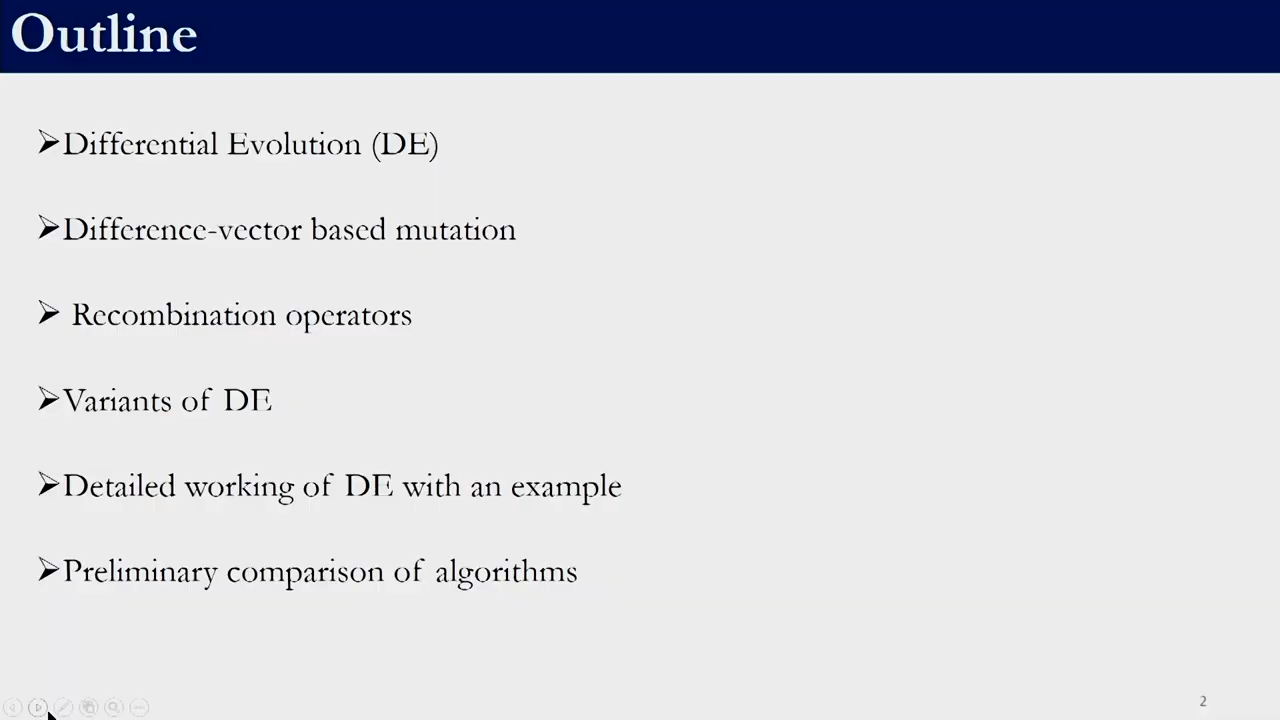 Outline
➢Differential Evolution (DE)
➢Difference-vector based mutation
➢ Recombination operators
➢Variants of DE
➢Detailed working of DE with an example
➢Preliminary comparison of algorithms
2